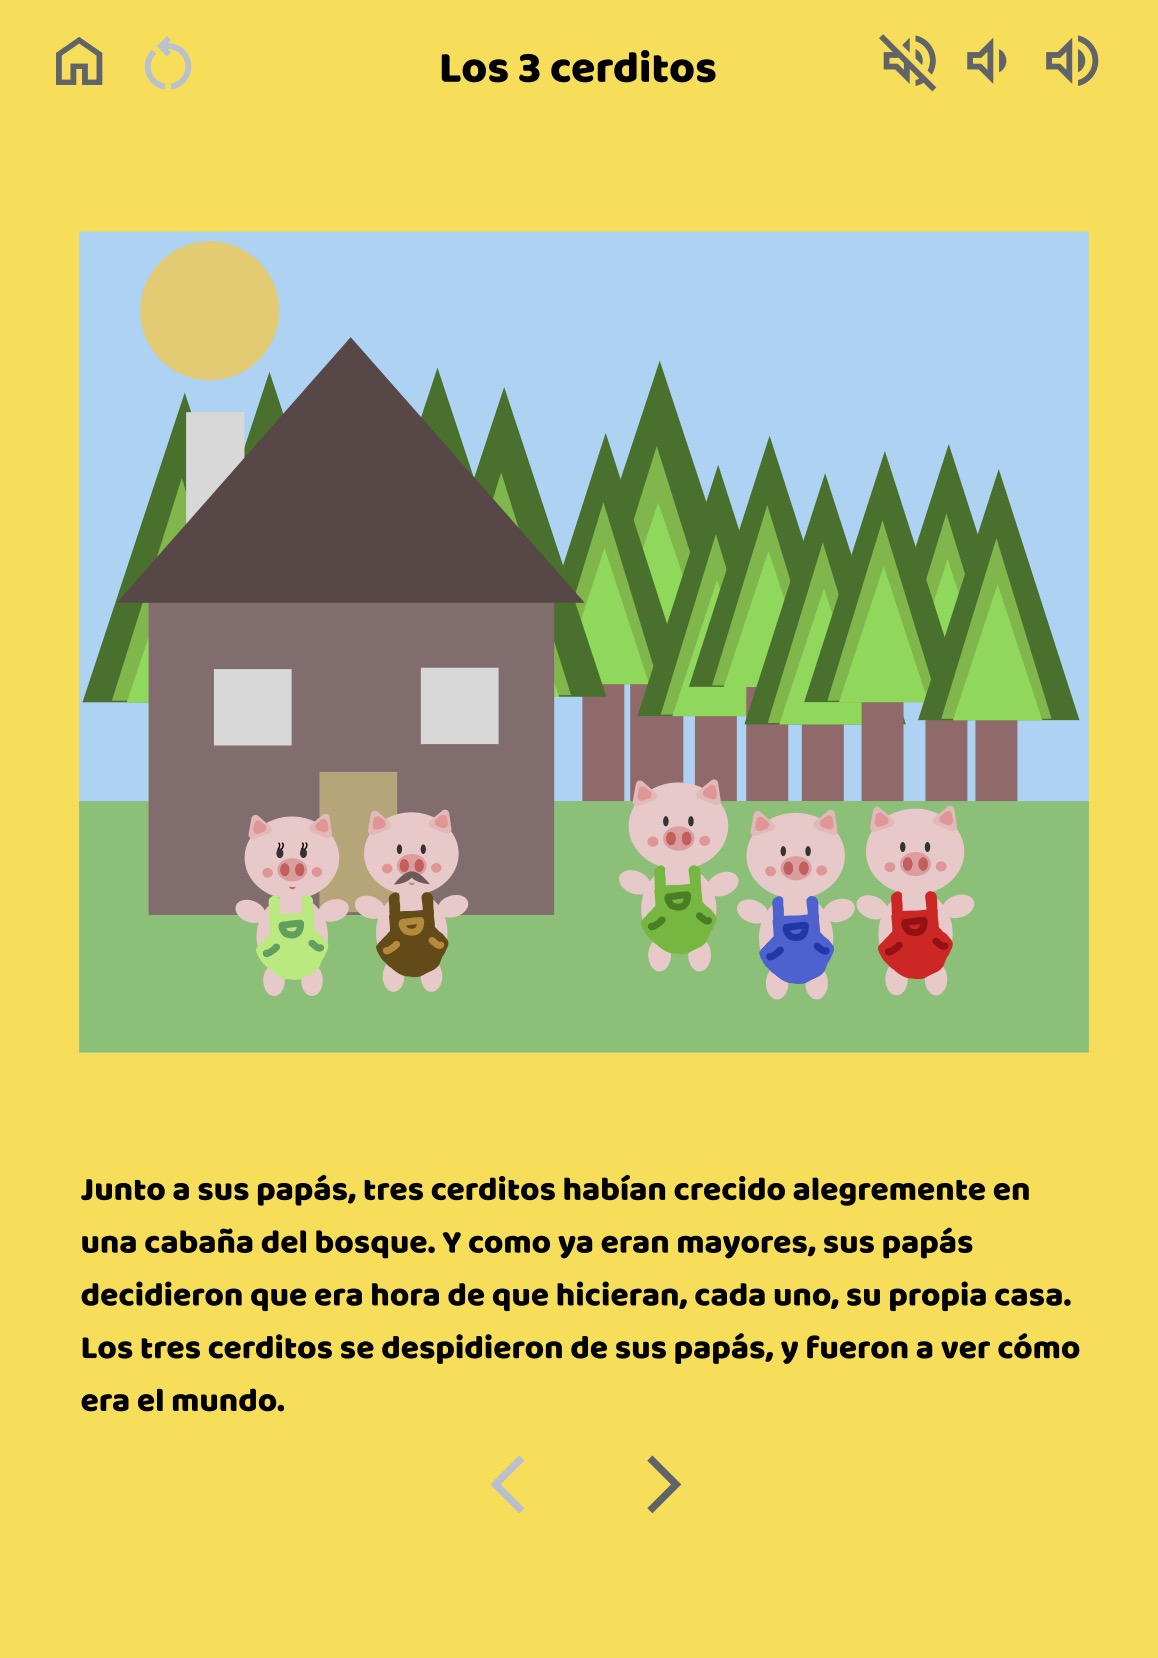 Los 3 cerditos
Junto a sus papás, tres cerditos habían crecido alegremente en
una cabaña del bosque. Y como ya eran mayores, sus papás
decidieron que era hora de que hicieran, cada uno, su propia casa.
Los tres cerditos se despidieron de sus papás, y fueron a ver cómo
era el mundo.